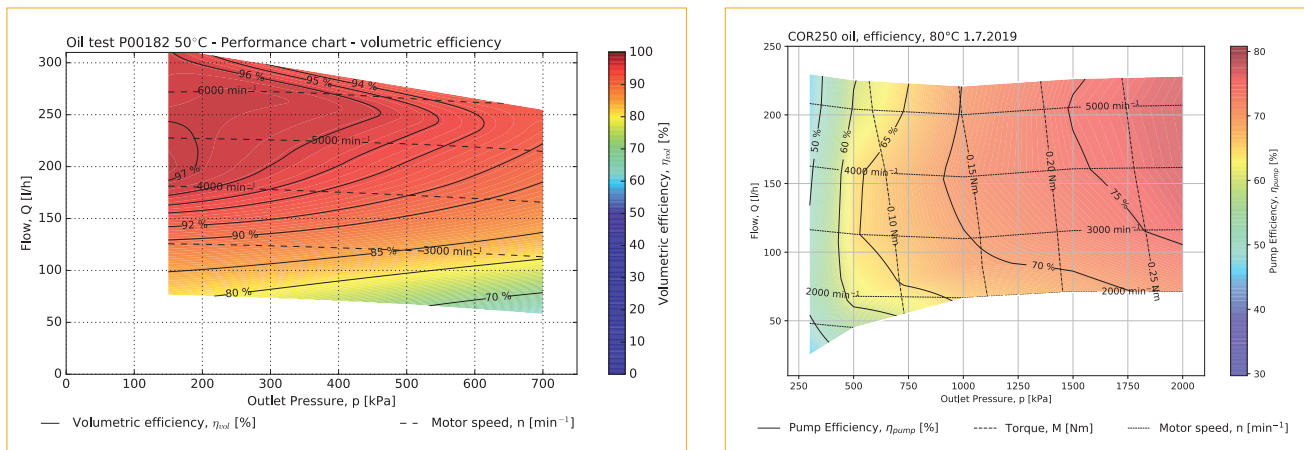 Oil test P00182 50°C - Performance chart - volumetric efficiency
300
250
200
150
100
50
0
0 100 200 300 400 500 600 700
Flow, Q [l/h]
Outlet Pressure, p [kPa]
96 %
95 %
94 %
6000 min⁻¹
5000 min⁻¹
97 %
4000 min⁻¹
92 %
90 %
85 %
3000 min⁻¹
80 %
70 %
100
90
80
70
60
50
40
30
20
10
0
Volumetric efficiency, ηvol [%]
Volumetric efficiency, ηvol [%] Motor speed, n [min⁻¹]
COR250 oil, efficiency, 80°C 1.7.2019
250
200
150
100
50
250 500 750 1000 1250 1500 1750 2000
Flow, Q [l/h]
Outlet Pressure, p [kPa]
50 %
60 %
65 %
5000 min⁻¹
4000 min⁻¹
0.15 Nm
0.20 Nm
75 %
0.10 Nm
3000 min⁻¹
70 %
0.25 Nm
2000 min⁻¹
2000 min⁻¹
80
70
60
50
40
30
Pump Efficiency, ηpump [%]
Pump Efficiency, ηpump [%] Torque, M [Nm] Motor speed, n [min⁻¹]